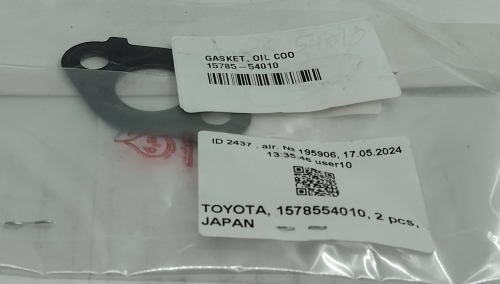 GASKET, OIL COO
15785-54010
ID 2437 . air. № 195906, 17.05.2024
13:35:46 user10
TOYOTA, 1578554010, 2 pcs,
JAPAN